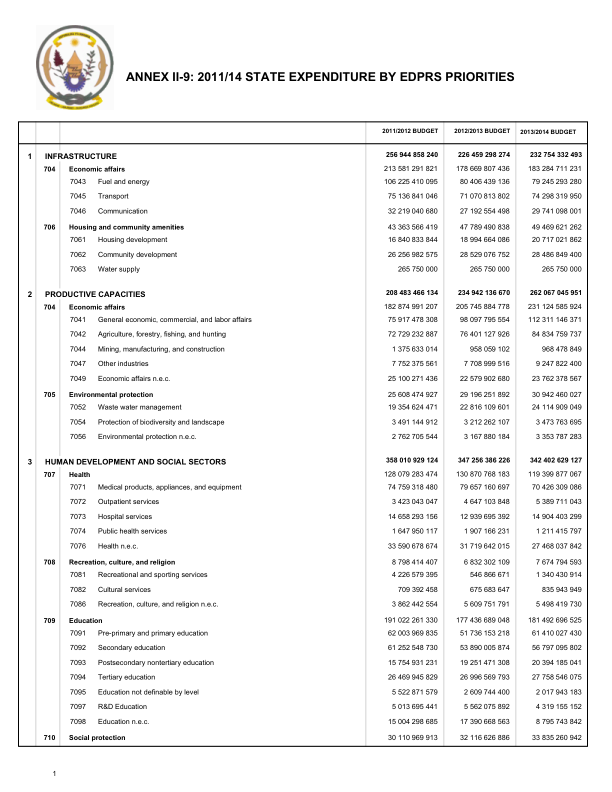 ANNEX II-9: 2011/14 STATE EXPENDITURE BY EDPRS PRIORITIES
2011/2012 BUDGET 2012/2013 BUDGET 2013/2014 BUDGET
1 INFRASTRUCTURE 256 944 858 240 226 459 298 274 232 754 332 493
704 Economic affairs 213 581 291 821 178 669 807 436 183 284 711 231
7043 Fuel and energy 106 225 410 095 80 406 439 136 79 245 293 280
7045 Transport 75 136 841 046 71 070 813 802 74 298 319 950
7046 Communication 32 219 040 680 27 192 554 498 29 741 098 001
706 Housing and community amenities 43 363 566 419 47 789 490 838 49 469 621 262
7061 Housing development 16 840 833 844 18 994 664 086 20 717 021 862
7062 Community development 26 256 982 575 28 529 076 752 28 486 849 400
7063 Water supply 265 750 000 265 750 000 265 750 000
2 PRODUCTIVE CAPACITIES 208 483 466 134 234 942 136 670 262 067 045 951
704 Economic affairs 182 874 991 207 205 745 884 778 231 124 585 924
7041 General economic, commercial, and labor affairs 75 917 478 308 98 097 795 554 112 311 146 371
7042 Agriculture, forestry, fishing, and hunting 72 729 232 887 76 401 127 926 84 834 759 737
7044 Mining, manufacturing, and construction 1 375 633 014 958 059 102 968 478 849
7047 Other industries 7 752 375 561 7 708 999 516 9 247 822 400
7049 Economic affairs n.e.c. 25 100 271 436 22 579 902 680 23 762 378 567
705 Environmental protection 25 608 474 927 29 196 251 892 30 942 460 027
7052 Waste water management 19 354 624 471 22 816 109 601 24 114 909 049
7054 Protection of biodiversity and landscape 3 491 144 912 3 212 262 107 3 473 763 695
7056 Environmental protection n.e.c. 2 762 705 544 3 167 880 184 3 353 787 283
3 HUMAN DEVELOPMENT AND SOCIAL SECTORS 358 010 929 124 347 256 386 226 342 402 629 127
707 Health 128 079 283 474 130 870 768 183 119 399 877 067
7071 Medical products, appliances, and equipment 74 759 318 480 79 657 160 697 70 426 309 086
7072 Outpatient services 3 423 043 047 4 647 103 848 5 389 711 043
7073 Hospital services 14 658 293 156 12 939 695 392 14 904 403 299
7074 Public health services 1 647 950 117 1 907 166 231 1 211 415 797
7076 Health n.e.c. 33 590 678 674 31 719 642 015 27 468 037 842
708 Recreation, culture, and religion 8 798 414 407 6 832 302 109 7 674 794 593
7081 Recreational and sporting services 4 226 579 395 546 866 671 1 340 430 914
7082 Cultural services 709 392 458 675 683 647 835 943 949
7086 Recreation, culture, and religion n.e.c. 3 862 442 554 5 609 751 791 5 498 419 730
709 Education 191 022 261 330 177 436 689 048 181 492 696 525
7091 Pre-primary and primary education 62 003 969 835 51 736 153 218 61 410 027 430
7092 Secondary education 61 252 548 730 53 890 005 874 56 797 095 802
7093 Postsecondary nontertiary education 15 754 931 231 19 251 471 308 20 394 185 041
7094 Tertiary education 26 469 945 829 26 996 569 793 27 758 546 075
7095 Education not definable by level 5 522 871 579 2 609 744 400 2 017 943 183
7097 R&D Education 5 013 695 441 5 562 075 892 4 319 155 152
7098 Education n.e.c. 15 004 298 685 17 390 668 563 8 795 743 842
710 Social protection 30 110 969 913 32 116 626 886 33 835 260 942
1